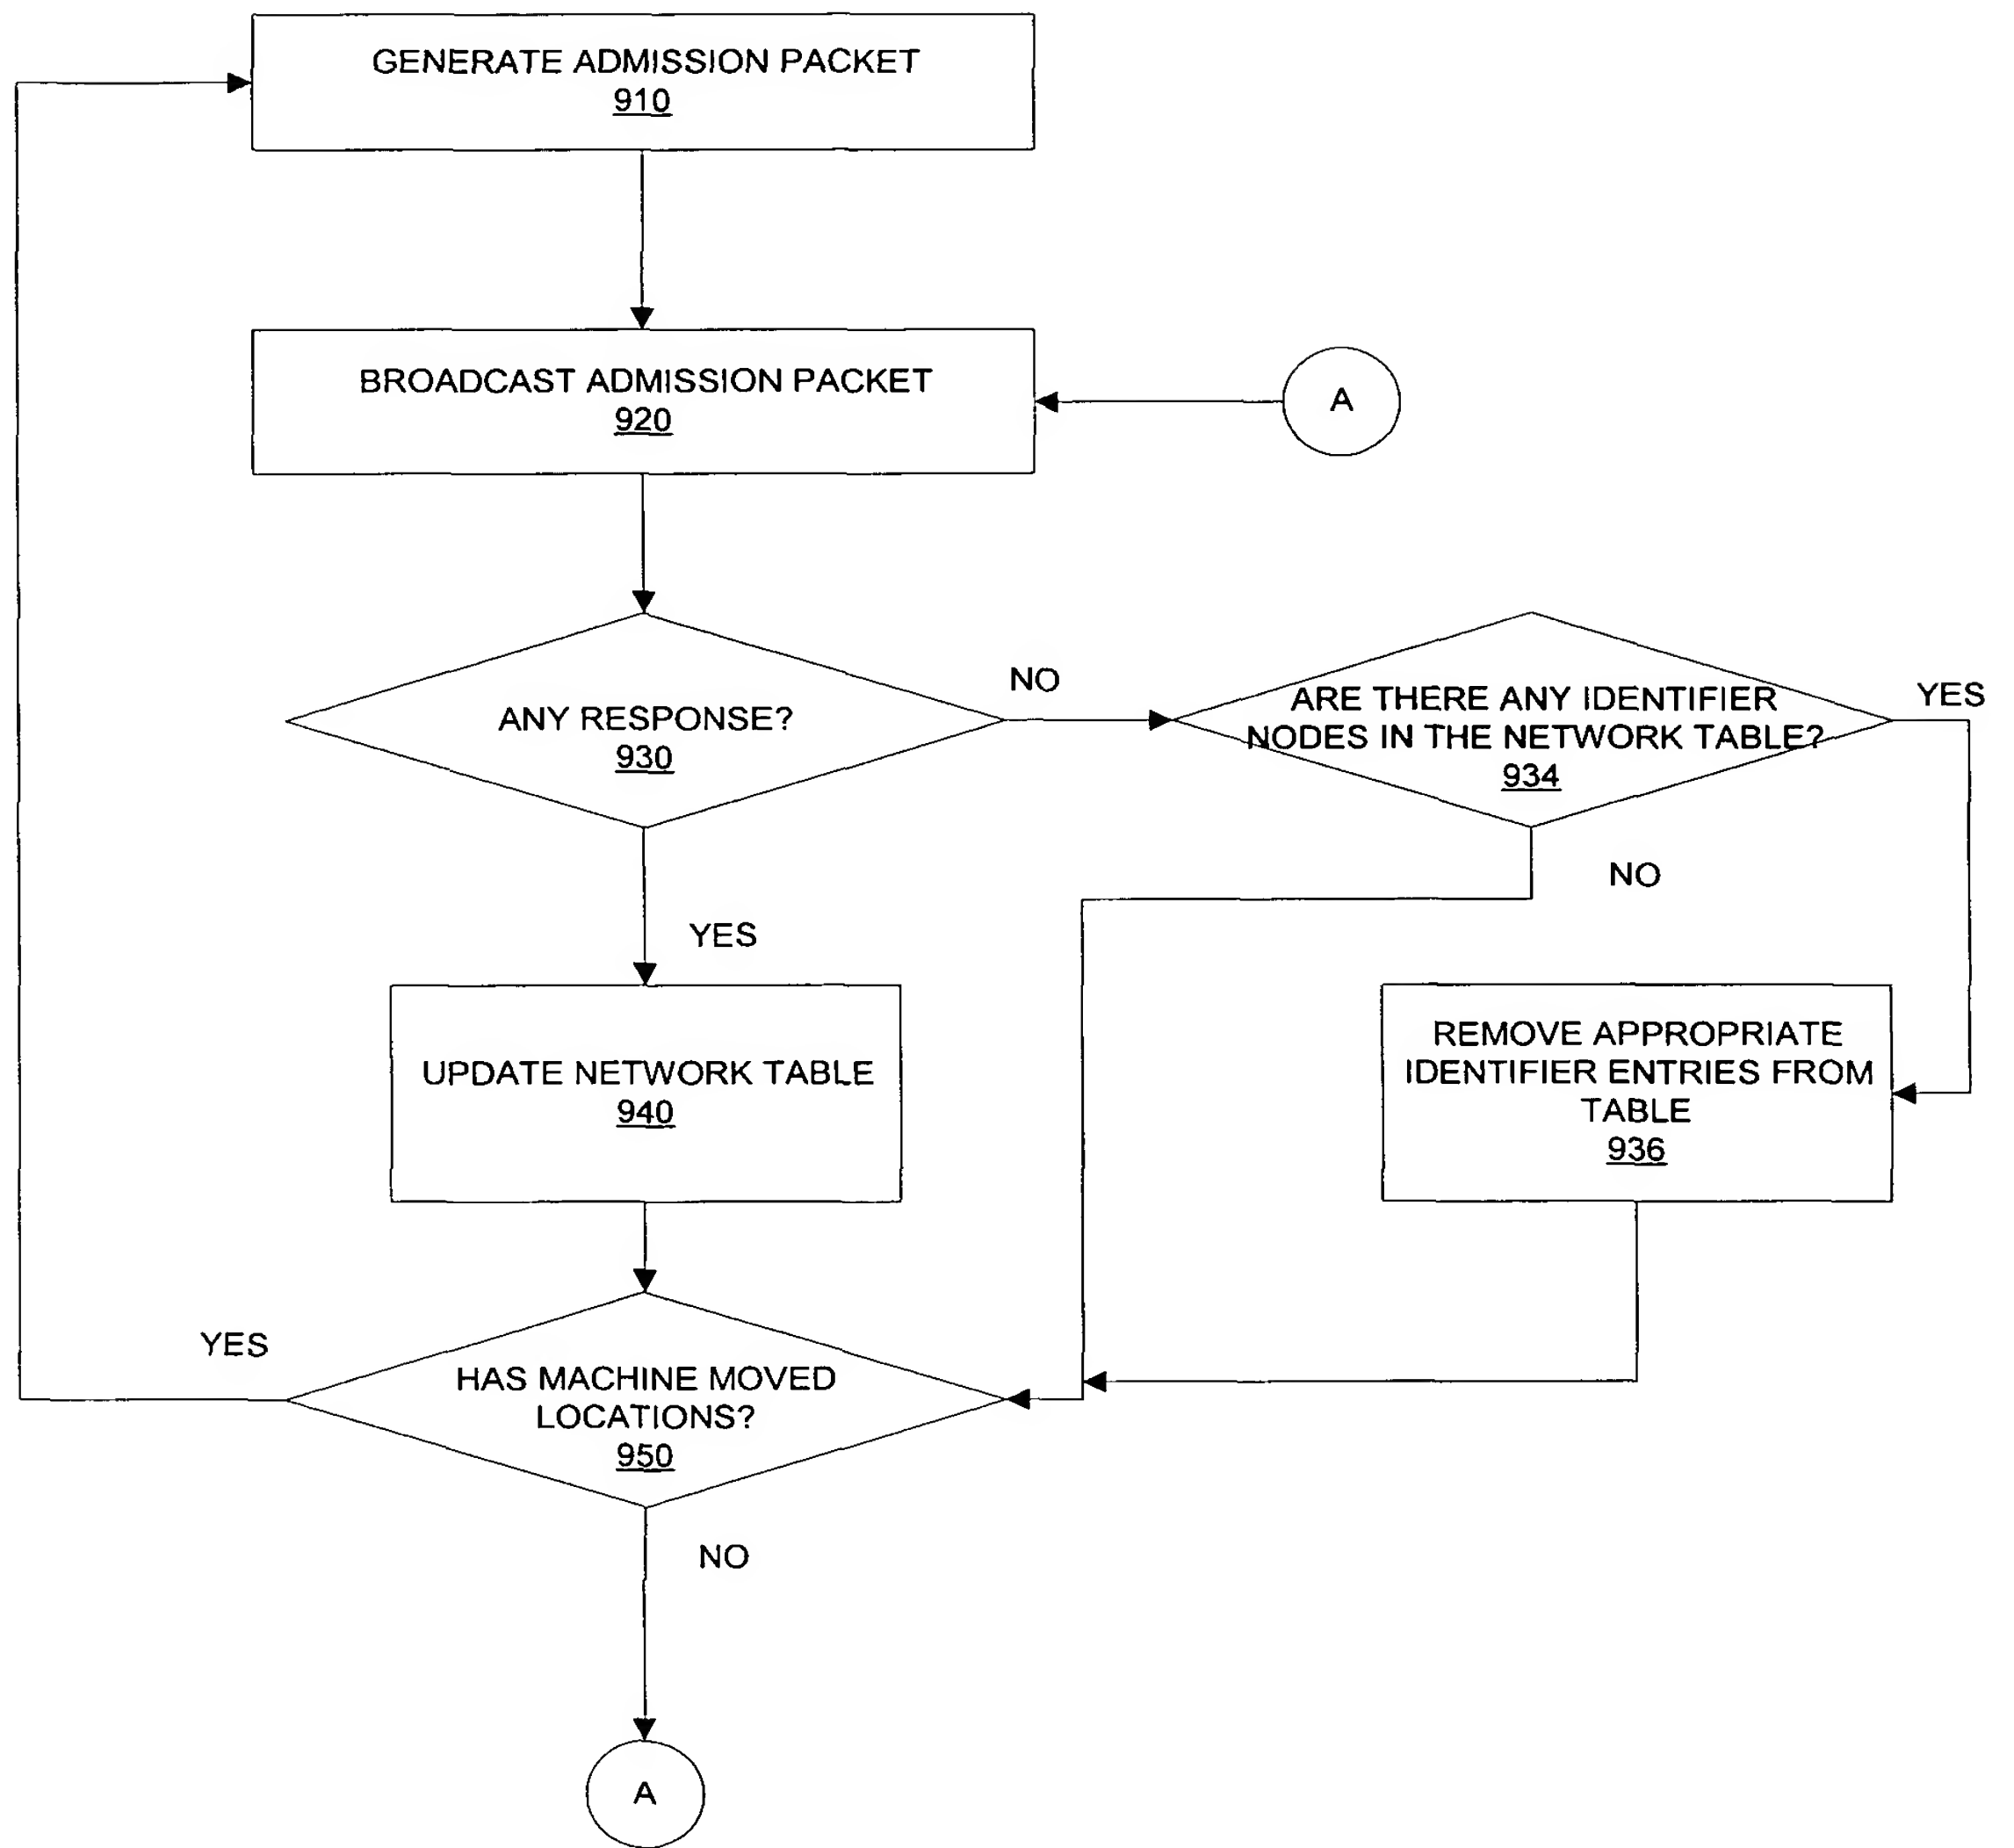 GENERATE ADMISSION PACKET
910
BROADCAST ADMISSION PACKET
920
A
ANY RESPONSE?
930
NO
ARE THERE ANY IDENTIFIER
NODES IN THE NETWORK TABLE?
934
YES
NO
YES
UPDATE NETWORK TABLE
940
REMOVE APPROPRIATE
IDENTIFIER ENTRIES FROM
TABLE
936
YES
HAS MACHINE MOVED
LOCATIONS?
950
NO
A